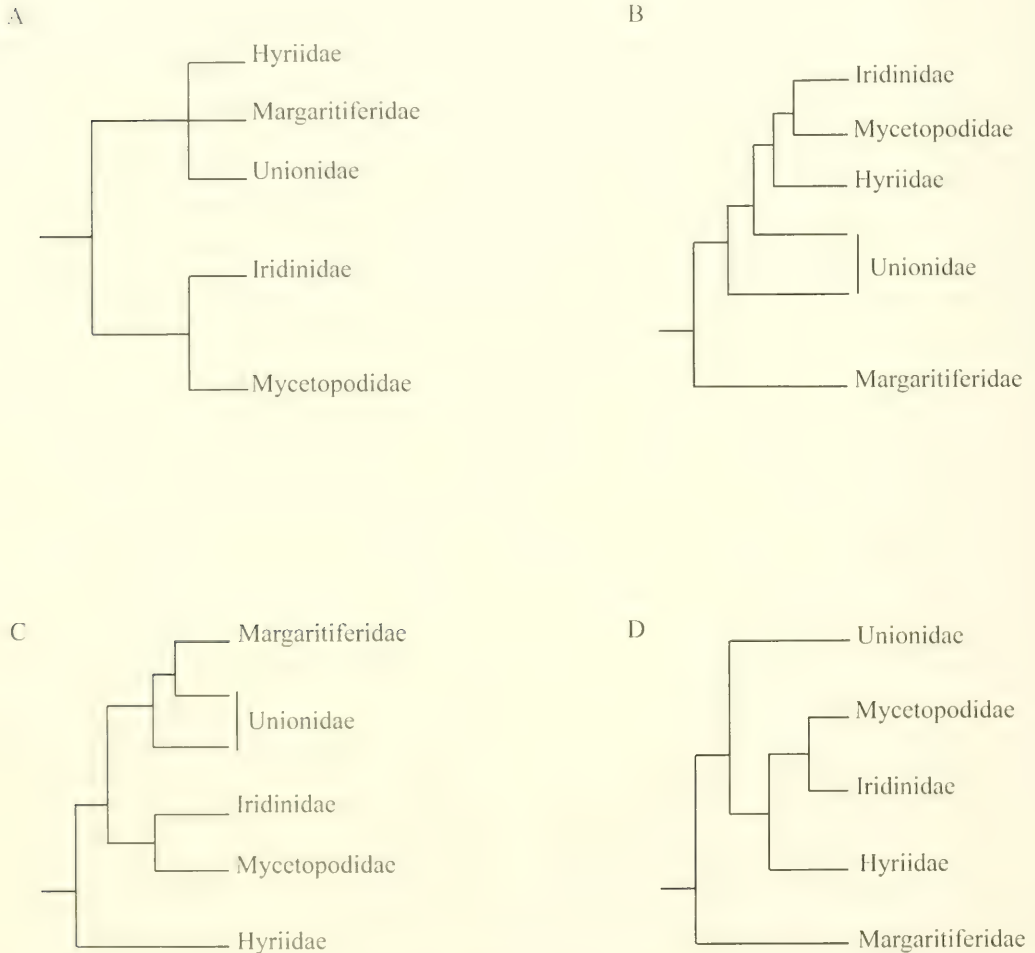 A
Hyriidae
Margaritiferidae
Unionidae
Iridinidae
Mycetopodidae
B
Iridinidae
Mycetopodidae
Hyriidae
Unionidae
Margaritiferidae
C
Margaritiferidae
Unionidae
Iridinidae
Mycetopodidae
Hyriidae
D
Unionidae
Mycetopodidae
Iridinidae
Hyriidae
Margaritiferidae